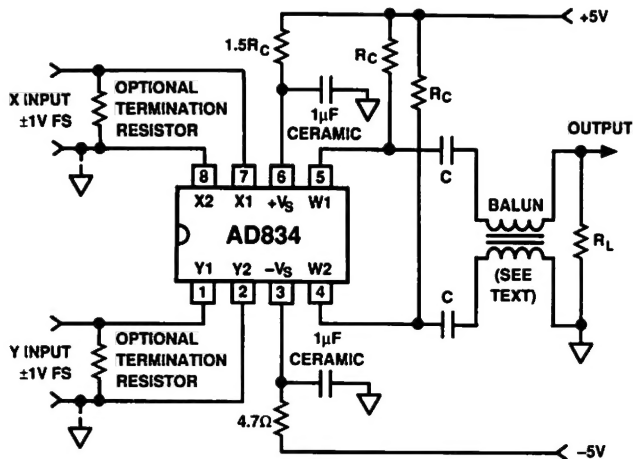 +5V
1.5RC
RC
RC
X INPUT
±1V FS
OPTIONAL
TERMINATION
RESISTOR
1µF
CERAMIC
OUTPUT
C
BALUN
(SEE
TEXT)
RL
C
8 7 6 5
X2 X1 +VS W1
AD834
Y1 Y2 –VS W2
1 2 3 4
Y INPUT
±1V FS
OPTIONAL
TERMINATION
RESISTOR
1µF
CERAMIC
4.7Ω
–5V